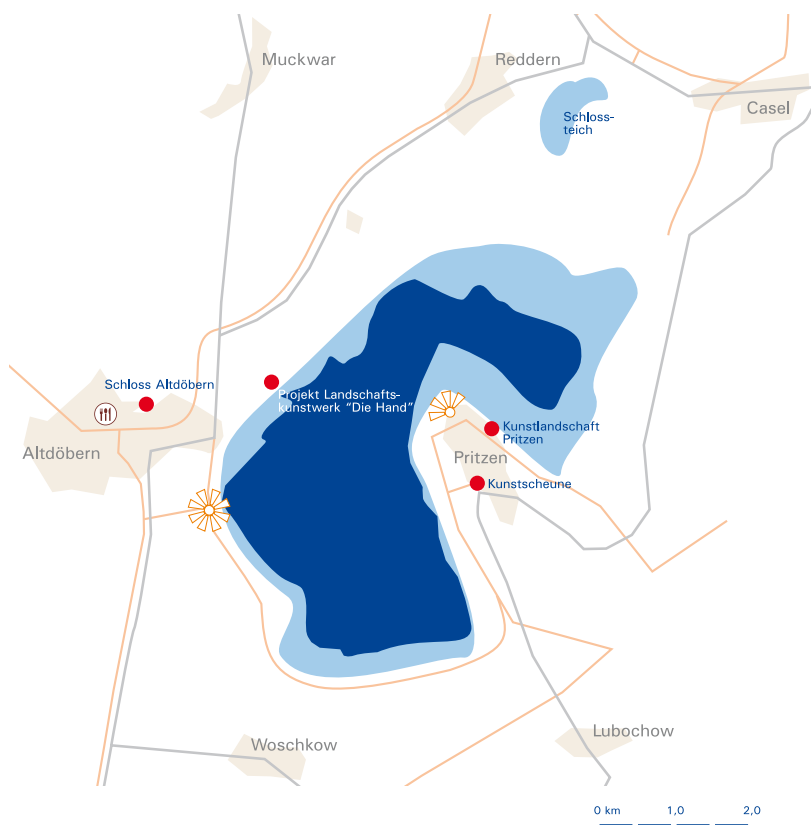 Muckwar
Reddern
Casel
Schloss-
teich
Schloss Altdöbern
Projekt Landschafts-
kunstwerk "Die Hand"
Altdöbern
Kunstlandschaft
Pritzen
Pritzen
Kunstscheune
Woschkow
Lubochow
0 km 1,0 2,0